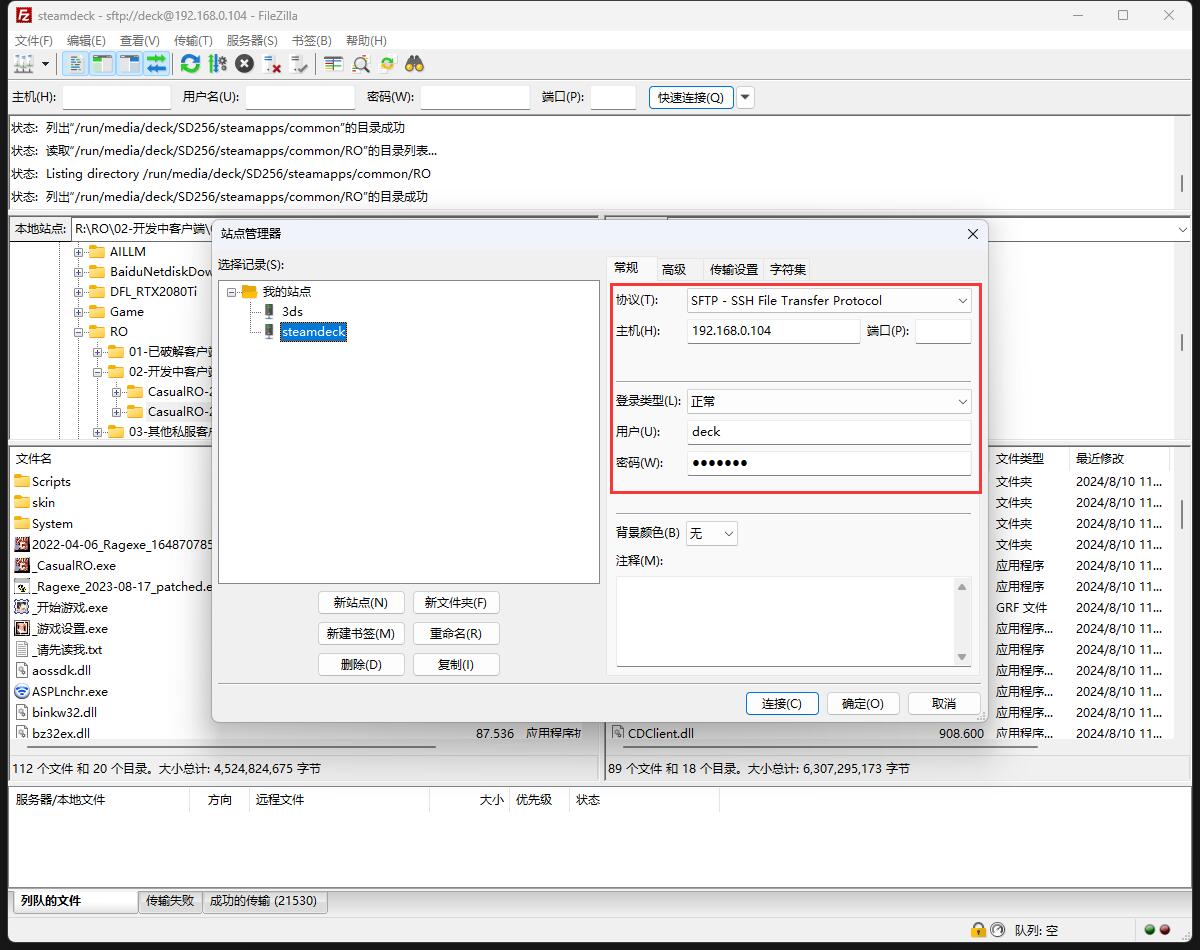 steamdeck - sftp://deck@192.168.0.104 - FileZilla
文件(F) 编辑(E) 查看(V) 传输(T) 服务器(S) 书签(B) 帮助(H)
主机(H): 用户名(U): 密码(W): 端口(P): 快速连接(Q)
状态: 列出“/run/media/deck/SD256/steamapps/common”的目录成功
状态: 读取“/run/media/deck/SD256/steamapps/common/RO”的目录列表...
状态: Listing directory /run/media/deck/SD256/steamapps/common/RO
状态: 列出“/run/media/deck/SD256/steamapps/common/RO”的目录成功
本地站点: R:\RO\02-开发中客户端\
AILLM
BaiduNetdiskDow
DFL_RTX2080Ti
Game
RO
01-已破解客户端
02-开发中客户端
CasualRO-2
CasualRO-2
03-其他私服客户
文件名
Scripts
skin
System
2022-04-06_Ragexe_164870785
_CasualRO.exe
_Ragexe_2023-08-17_patched.e
_开始游戏.exe
_游戏设置.exe
_请先读我.txt
aossdk.dll
ASPLnchr.exe
binkw32.dll
bz32ex.dll 87.536 应用程序扩
112 个文件 和 20 个目录。大小总计: 4,524,824,675 字节
站点管理器
选择记录(S):
我的站点
3ds
steamdeck
新站点(N) 新文件夹(F)
新建书签(M) 重命名(R)
删除(D) 复制(I)
常规 高级 传输设置 字符集
协议(T): SFTP - SSH File Transfer Protocol
主机(H): 192.168.0.104 端口(P):
登录类型(L): 正常
用户(U): deck
密码(W): ●●●●●●●
背景颜色(B) 无
注释(M):
连接(C) 确定(O) 取消
文件类型 最近修改
文件夹 2024/8/10 11...
文件夹 2024/8/10 11...
文件夹 2024/8/10 11...
文件夹 2024/8/10 11...
应用程序 2024/8/10 11...
应用程序 2024/8/10 11...
GRF 文件 2024/8/10 11...
应用程序... 2024/8/10 11...
应用程序 2024/8/10 11...
应用程序... 2024/8/10 11...
应用程序... 2024/8/10 11...
应用程序... 2024/8/10 11...
CDClient.dll 908.600 应用程序... 2024/8/10 11...
89 个文件 和 18 个目录。大小总计: 6,307,295,173 字节
服务器/本地文件 方向 远程文件 大小 优先级 状态
列队的文件 传输失败 成功的传输 (21530)
队列: 空